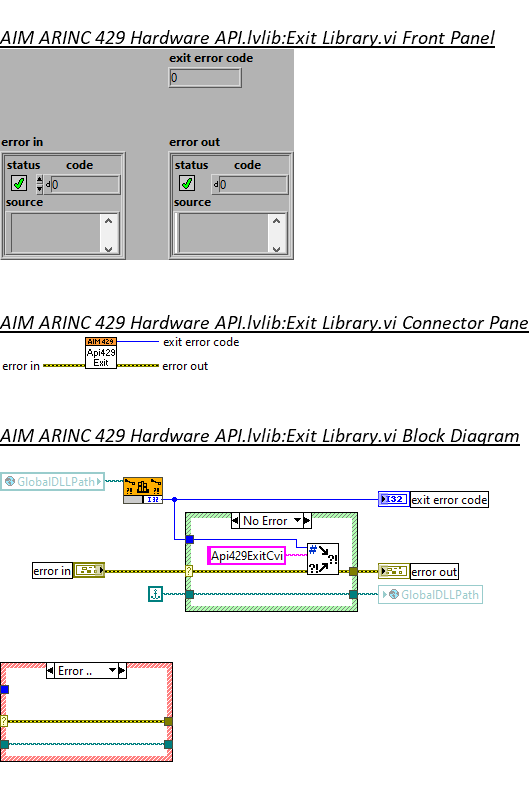 AIM ARINC 429 Hardware API.lvlib:Exit Library.vi Front Panel
exit error code
0
error in
error out
status code
status code
d 0
d 0
source
source
AIM ARINC 429 Hardware API.lvlib:Exit Library.vi Connector Pane
AIM429
exit error code
Api429
Exit
error in
error out
AIM ARINC 429 Hardware API.lvlib:Exit Library.vi Block Diagram
GlobalDLLPath
I32
I32
exit error code
No Error
#
?!
Api429ExitCvi
?!
error in
?
error out
GlobalDLLPath
Error ..
?